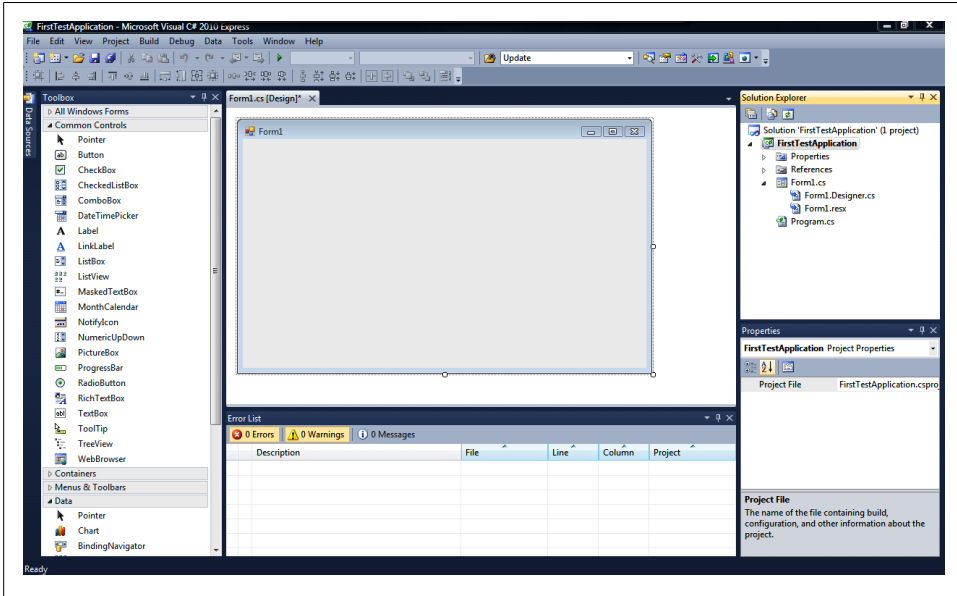 FirstTestApplication - Microsoft Visual C# 2010 Express
File Edit View Project Build Debug Data Tools Window Help
Update
Data Sources
Toolbox
All Windows Forms
Common Controls
Pointer
Button
CheckBox
CheckedListBox
ComboBox
DateTimePicker
Label
LinkLabel
ListBox
ListView
MaskedTextBox
MonthCalendar
NotifyIcon
NumericUpDown
PictureBox
ProgressBar
RadioButton
RichTextBox
TextBox
ToolTip
TreeView
WebBrowser
Containers
Menus & Toolbars
Data
Pointer
Chart
BindingNavigator
Form1.cs [Design]*
Form1
Error List
0 Errors 0 Warnings 0 Messages
Description File Line Column Project
Solution Explorer
Solution 'FirstTestApplication' (1 project)
FirstTestApplication
Properties
References
Form1.cs
Form1.Designer.cs
Form1.resx
Program.cs
Properties
FirstTestApplication Project Properties
Project File FirstTestApplication.csproj
Project File
The name of the file containing build,
configuration, and other information about the
project.
Ready